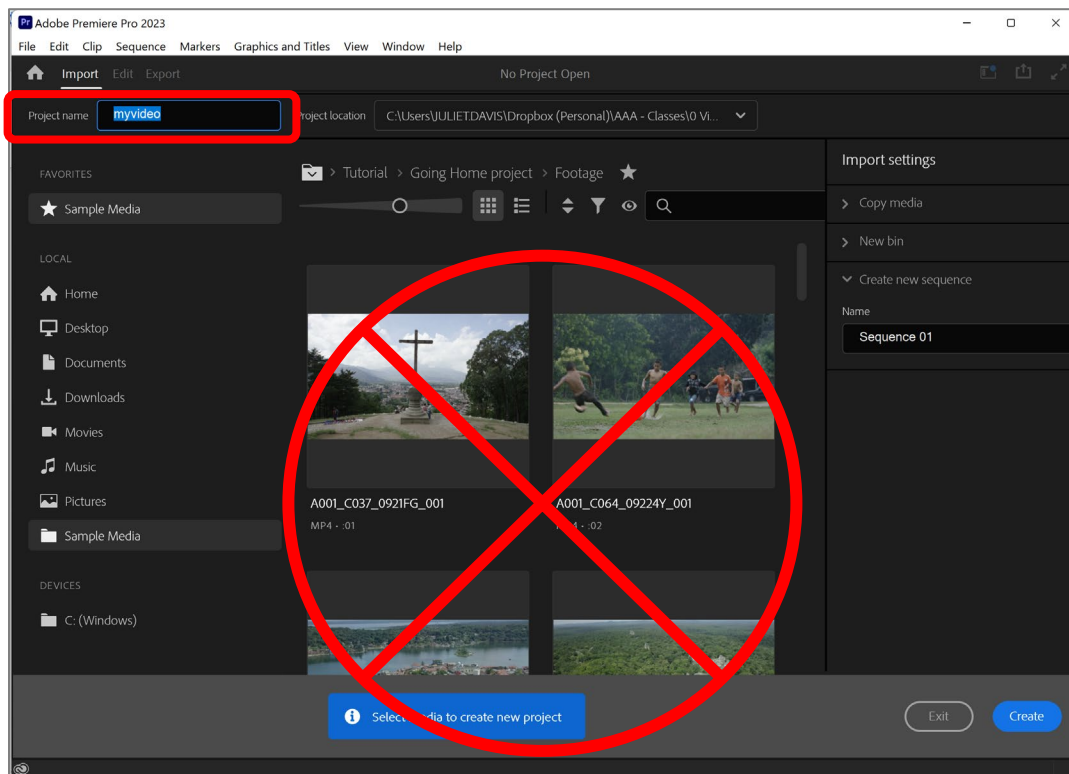 Pr Adobe Premiere Pro 2023
File Edit Clip Sequence Markers Graphics and Titles View Window Help
Import Edit Export No Project Open
Project name myvideo Project location C:\Users\JULIET.DAVIS\Dropbox (Personal)\AAA - Classes\0 Vi...
FAVORITES
Sample Media
LOCAL
Home
Desktop
Documents
Downloads
Movies
Music
Pictures
Sample Media
DEVICES
C: (Windows)
> Tutorial > Going Home project > Footage
A001_C037_0921FG_001 A001_C064_09224Y_001
MP4 - :01 MP4 - :02
Import settings
> Copy media
> New bin
Create new sequence
Name
Sequence 01
Select media to create new project
Exit Create